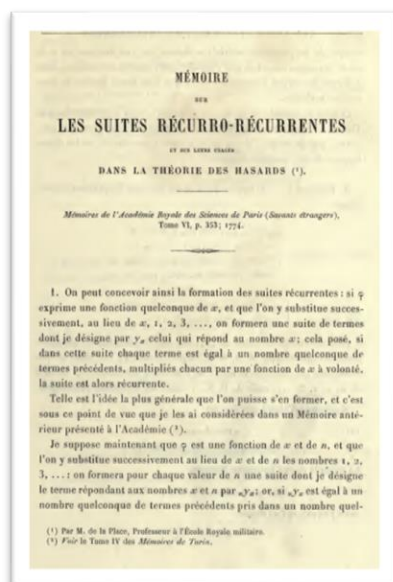 MÉMOIRE
SUR
LES SUITES RÉCURRO-RÉCURRENTES
ET SUR LEURS USAGES
DANS LA THÉORIE DES HASARDS (¹).
Mémoires de l'Académie Royale des Sciences de Paris (Savants étrangers),
Tome VI, p. 353; 1774.
1. On peut concevoir ainsi la formation des suites récurrentes : si φ
exprime une fonction quelconque de x, et que l'on y substitue succes-
sivement, au lieu de x, 1, 2, 3, ..., on formera une suite de termes
dont je désigne par yₓ celui qui répond au nombre x; cela posé, si
dans cette suite chaque terme est égal à un nombre quelconque de
termes précédents, multipliés chacun par une fonction de x à volonté,
la suite est alors récurrente.
Telle est l'idée la plus générale que l'on puisse s'en former, et c'est
sous ce point de vue que je les ai considérées dans un Mémoire anté-
rieur présenté à l'Académie (²).
Je suppose maintenant que φ est une fonction de x et de n, et que
l'on y substitue successivement au lieu de x et de n les nombres 1, 2,
3, ...; on formera pour chaque valeur de n une suite dont je désigne
le terme répondant aux nombres x et n par ₙyₓ; or, si ₙyₓ est égal à un
nombre quelconque de termes précédents pris dans un nombre quel-
(¹) Par M. de la Place, Professeur à l'École Royale militaire.
(²) Voir le Tome IV des Mémoires de Turin.